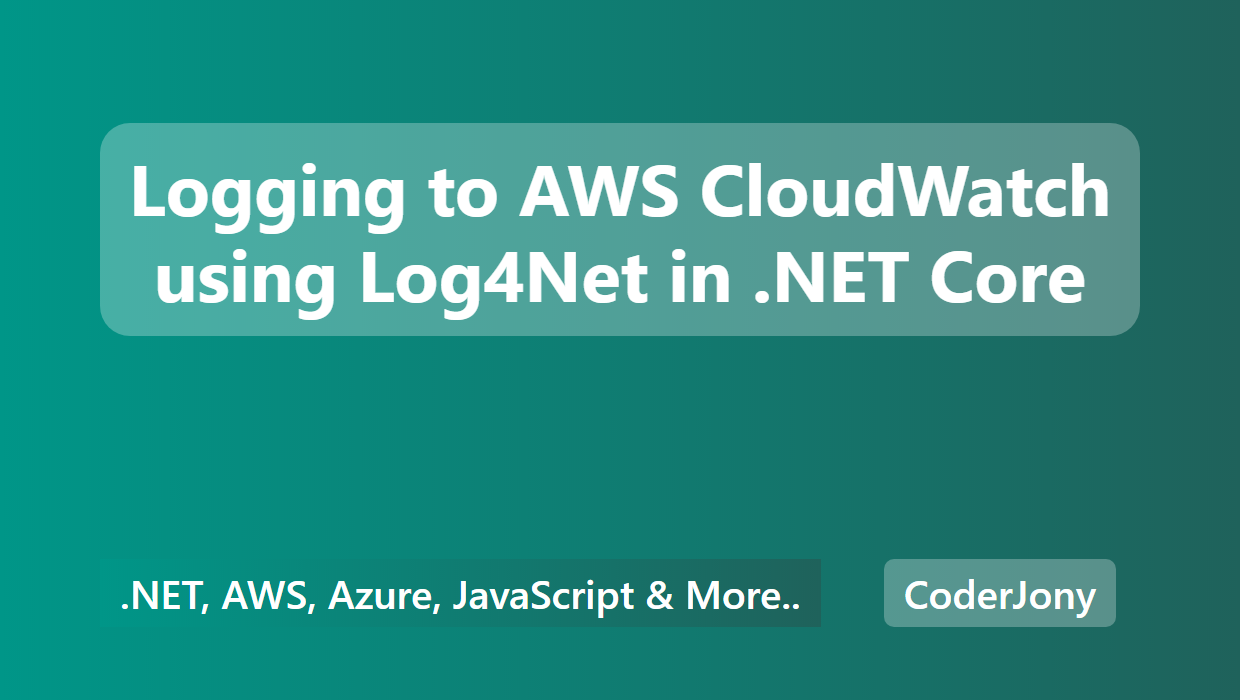 Logging to AWS CloudWatch
using Log4Net in .NET Core
.NET, AWS, Azure, JavaScript & More..
CoderJony